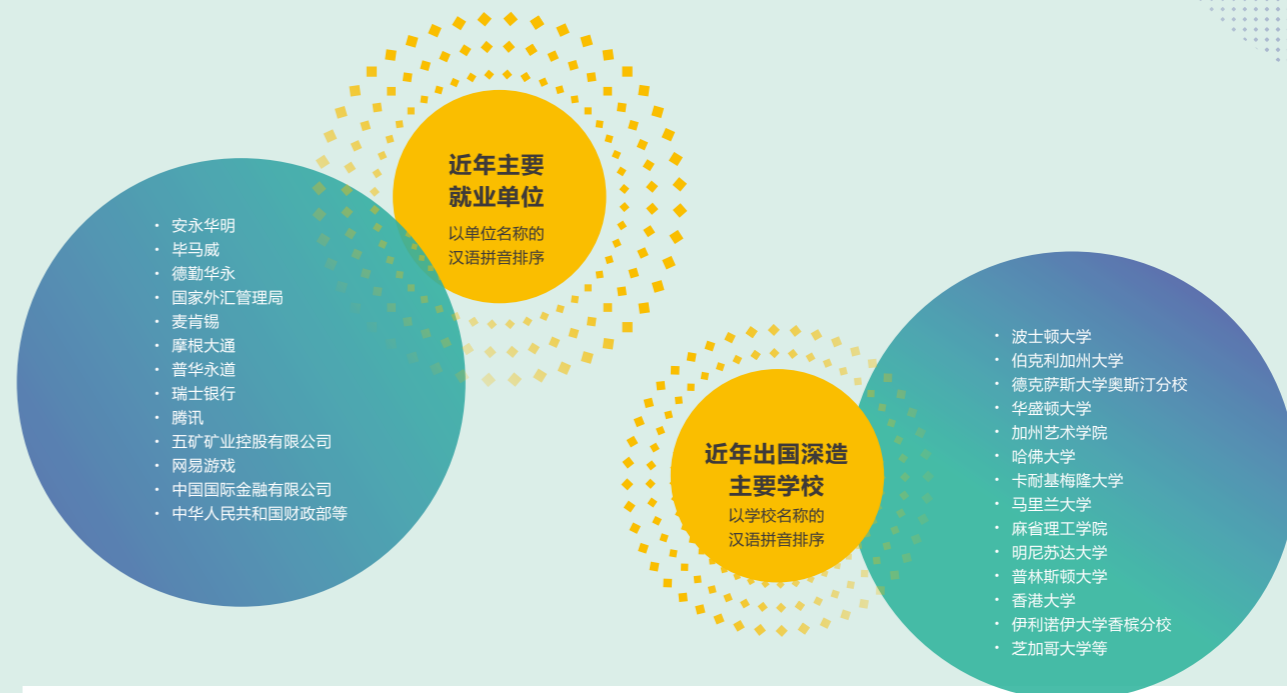 近年主要
就业单位
以单位名称的
汉语拼音排序
· 安永华明
· 毕马威
· 德勤华永
· 国家外汇管理局
· 麦肯锡
· 摩根大通
· 普华永道
· 瑞士银行
· 腾讯
· 五矿矿业控股有限公司
· 网易游戏
· 中国国际金融有限公司
· 中华人民共和国财政部等
近年出国深造
主要学校
以学校名称的
汉语拼音排序
· 波士顿大学
· 伯克利加州大学
· 德克萨斯大学奥斯汀分校
· 华盛顿大学
· 加州艺术学院
· 哈佛大学
· 卡耐基梅隆大学
· 马里兰大学
· 麻省理工学院
· 明尼苏达大学
· 普林斯顿大学
· 香港大学
· 伊利诺伊大学香槟分校
· 芝加哥大学等